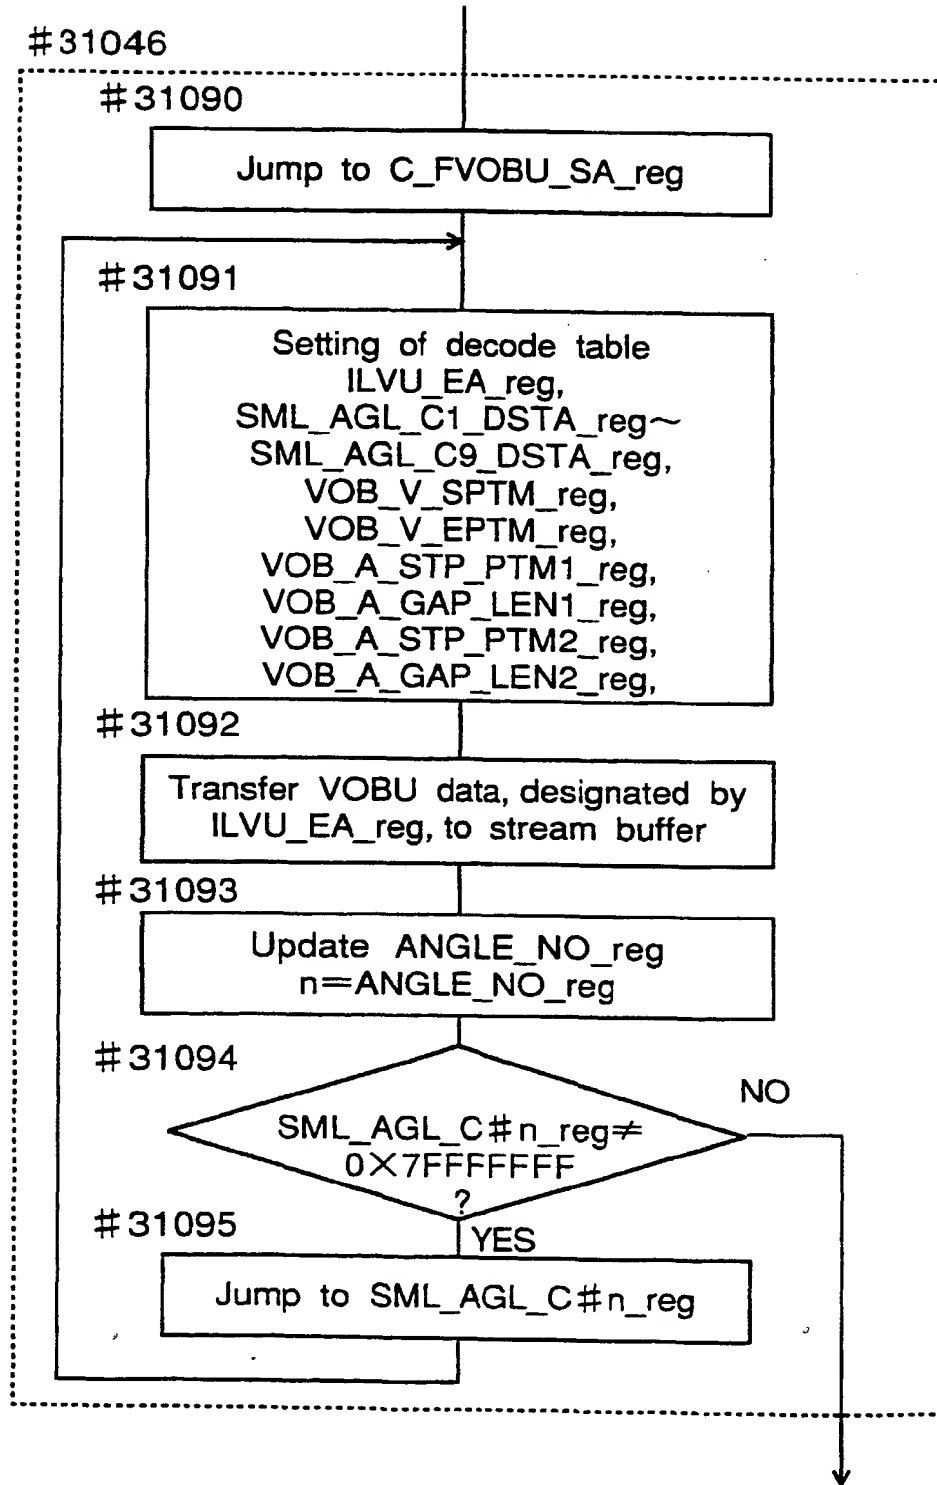 #31046
#31090
Jump to C_FVOBU_SA_reg
#31091
Setting of decode table
ILVU_EA_reg,
SML_AGL_C1_DSTA_reg~
SML_AGL_C9_DSTA_reg,
VOB_V_SPTM_reg,
VOB_V_EPTM_reg,
VOB_A_STP_PTM1_reg,
VOB_A_GAP_LEN1_reg,
VOB_A_STP_PTM2_reg,
VOB_A_GAP_LEN2_reg,
#31092
Transfer VOBU data, designated by
ILVU_EA_reg, to stream buffer
#31093
Update ANGLE_NO_reg
n=ANGLE_NO_reg
#31094
NO
SML_AGL_C#n_reg≠
0×7FFFFFFF
?
#31095
YES
Jump to SML_AGL_C#n_reg